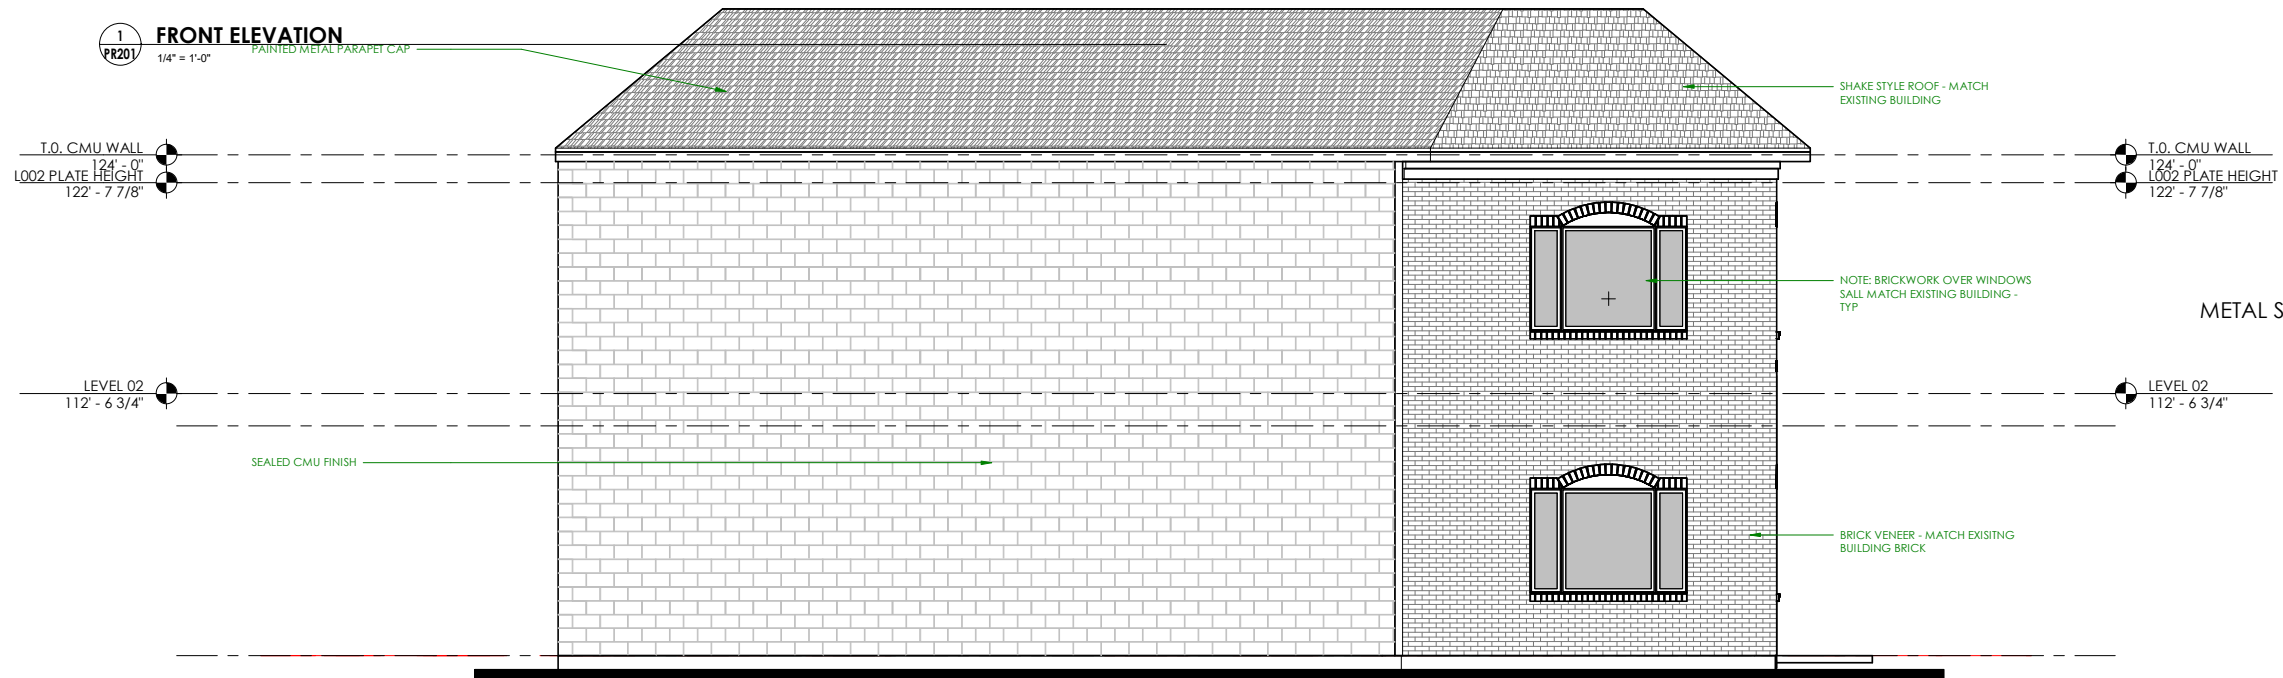 1
PR201
FRONT ELEVATION
1/4" = 1'-0"
PAINTED METAL PARAPET CAP
SHAKE STYLE ROOF - MATCH
EXISTING BUILDING
T.O. CMU WALL
124' - 0"
L002 PLATE HEIGHT
122' - 7 7/8"
T.O. CMU WALL
124' - 0"
L002 PLATE HEIGHT
122' - 7 7/8"
NOTE: BRICKWORK OVER WINDOWS
SALL MATCH EXISTING BUILDING -
TYP
METAL S
LEVEL 02
112' - 6 3/4"
LEVEL 02
112' - 6 3/4"
SEALED CMU FINISH
BRICK VENEER - MATCH EXISITNG
BUILDING BRICK